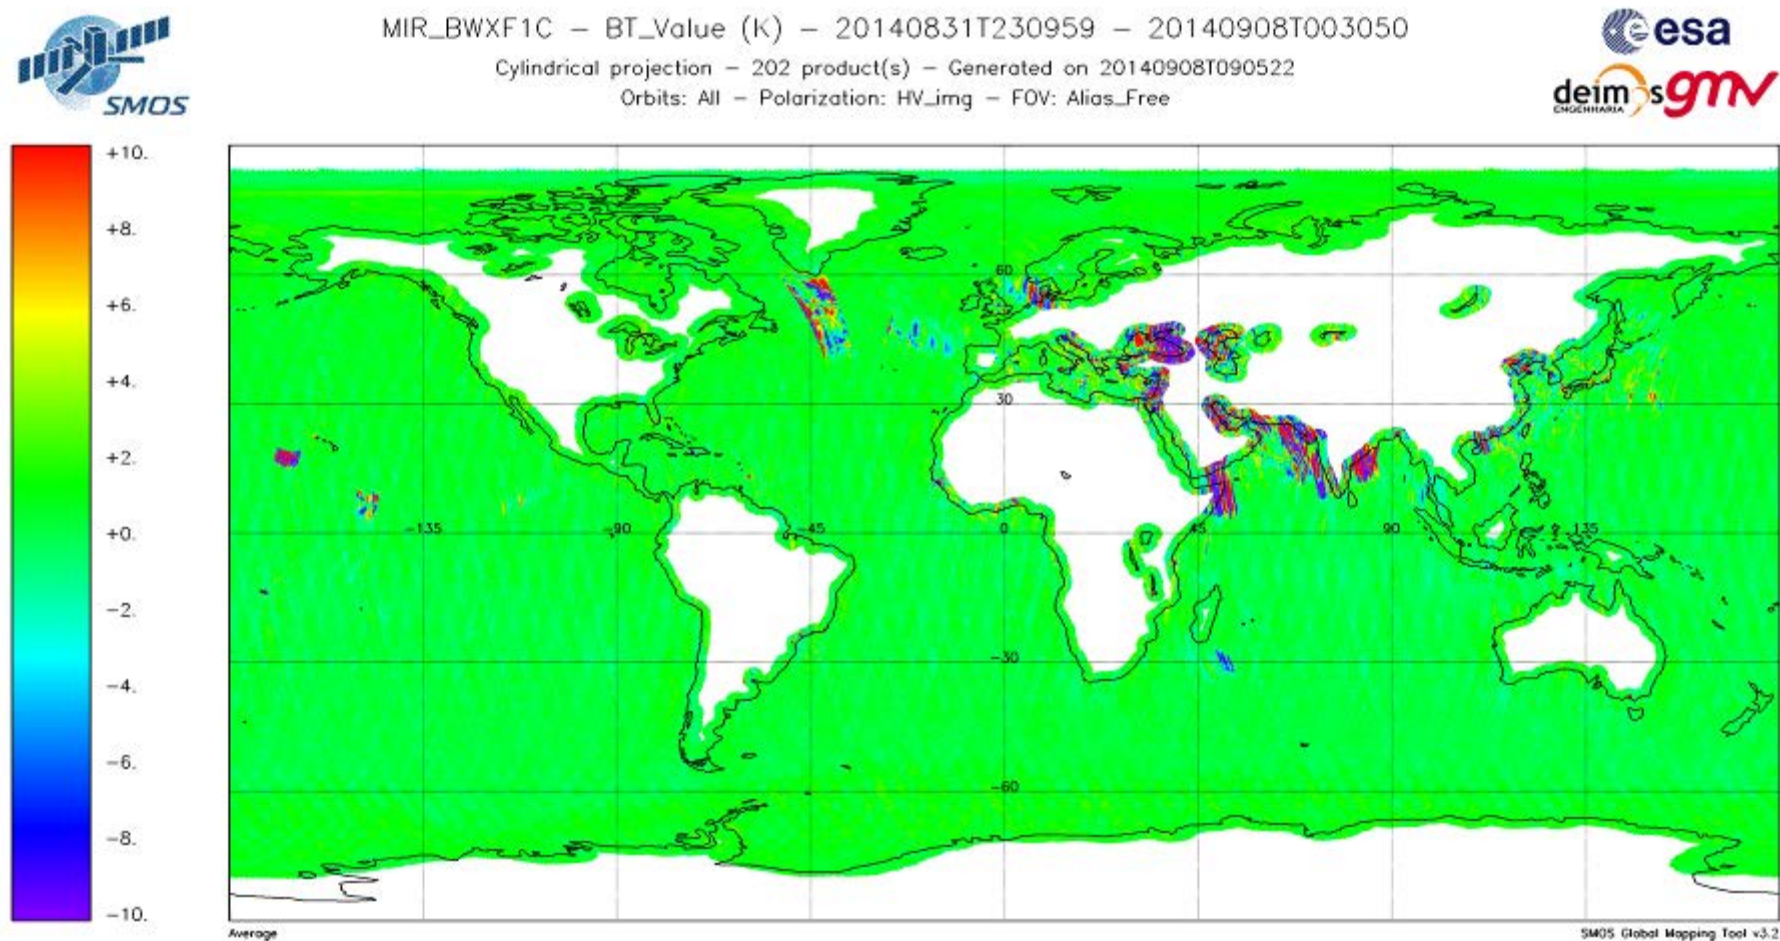 SMOS
MIR_BWXF1C – BT_Value (K) – 20140831T230959 – 20140908T003050
Cylindrical projection – 202 product(s) – Generated on 20140908T090522
Orbits: All – Polarization: HV_img – FOV: Alias_Free
esa
deimos
ENGENHARIA
gmv
+10.
+8.
+6.
+4.
+2.
+0.
−2.
−4.
−6.
−8.
−10.
60
30
−135
−90
−45
0
45
90
135
−30
−60
Average
SMOS Global Mapping Tool v3.2